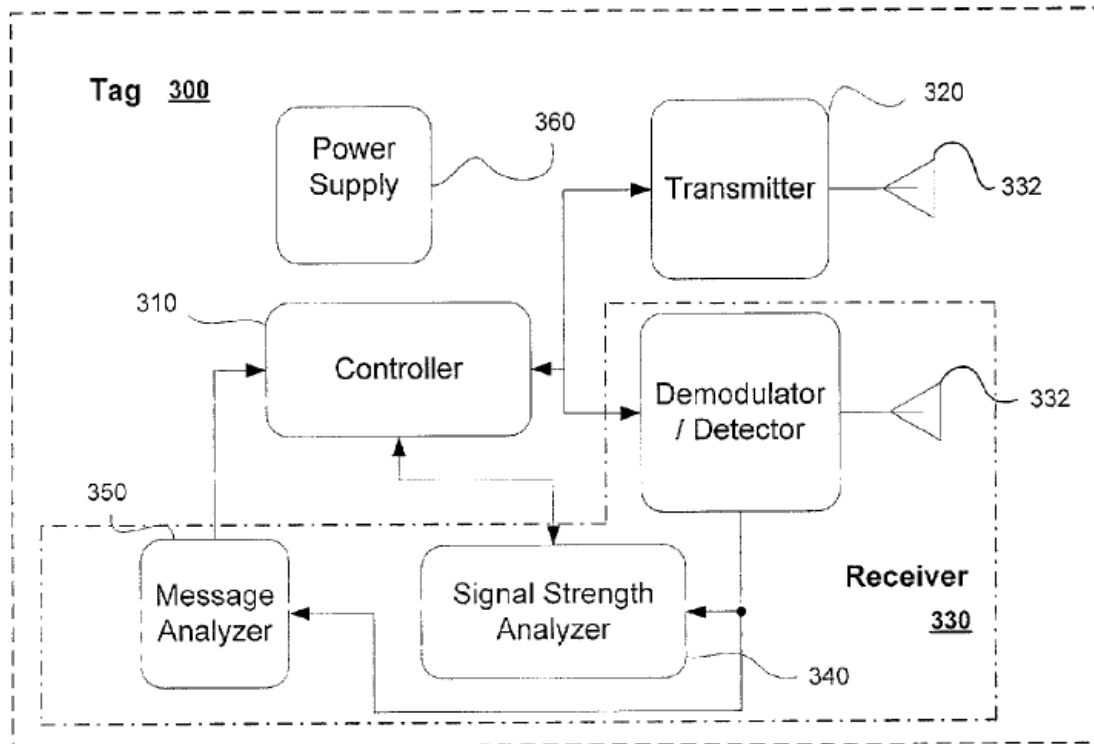 Tag 300
Power
Supply
360
320
Transmitter
332
310
Controller
Demodulator
/ Detector
332
350
Message
Analyzer
Signal Strength
Analyzer
340
Receiver
330